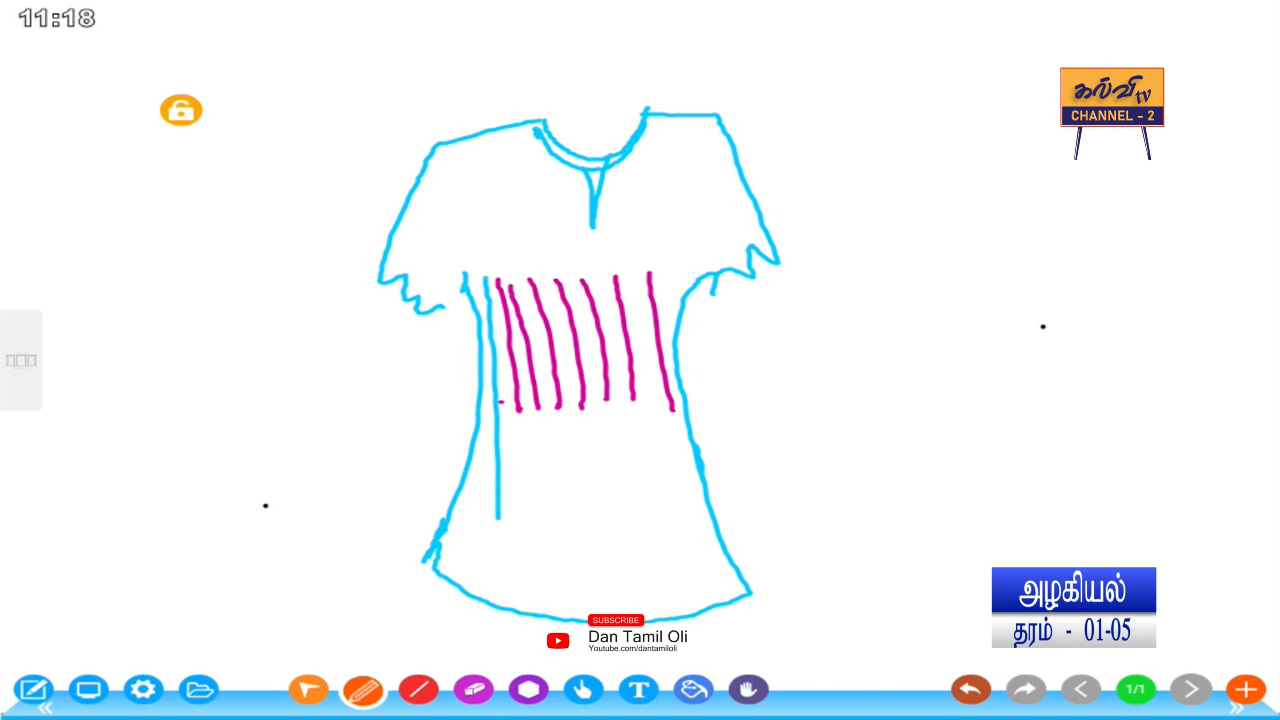 11:18
கல்வி tv
CHANNEL - 2
அழகியல்
தரம் - 01-05
SUBSCRIBE
Dan Tamil Oli
Youtube.com/dantamiloli
T
1/1